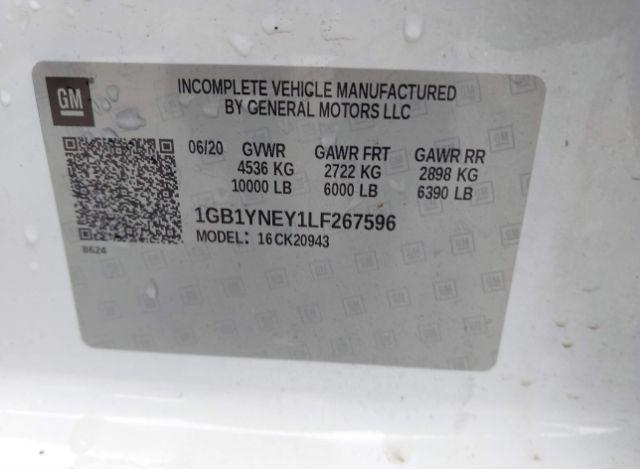 GM
INCOMPLETE VEHICLE MANUFACTURED
BY GENERAL MOTORS LLC
06/20 GVWR GAWR FRT GAWR RR
4536 KG 2722 KG 2898 KG
10000 LB 6000 LB 6390 LB
1GB1YNEY1LF267596
MODEL: 16CK20943
B624